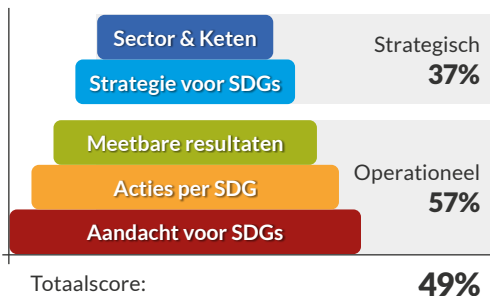 Sector & Keten
Strategie voor SDGs
Strategisch
37%
Meetbare resultaten
Acties per SDG
Aandacht voor SDGs
Operationeel
57%
Totaalscore:
49%